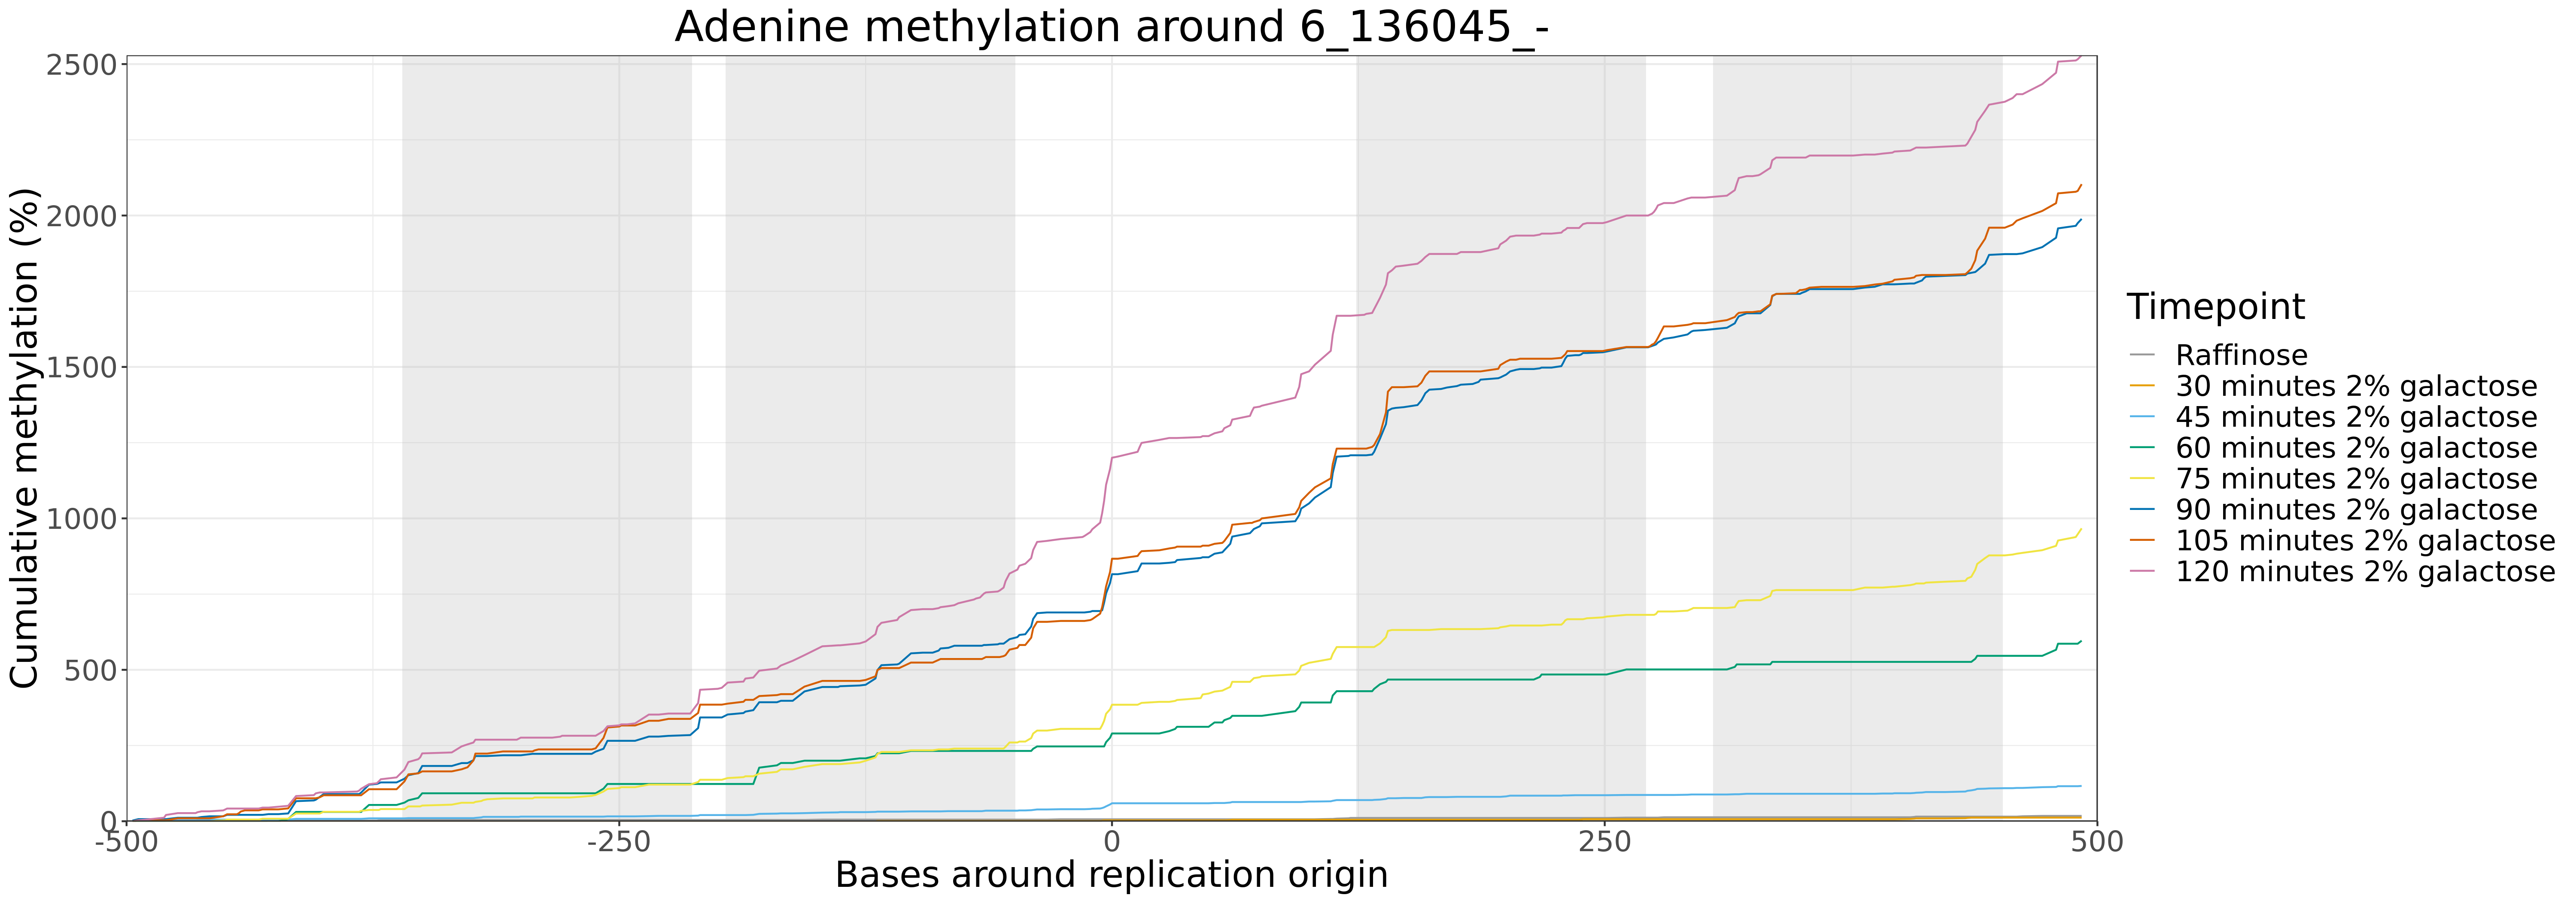 Adenine methylation around 6_136045_-
Cumulative methylation (%)
2500
2000
1500
1000
500
0
-500
-250
0
250
500
Bases around replication origin
Timepoint
Raffinose
30 minutes 2% galactose
45 minutes 2% galactose
60 minutes 2% galactose
75 minutes 2% galactose
90 minutes 2% galactose
105 minutes 2% galactose
120 minutes 2% galactose